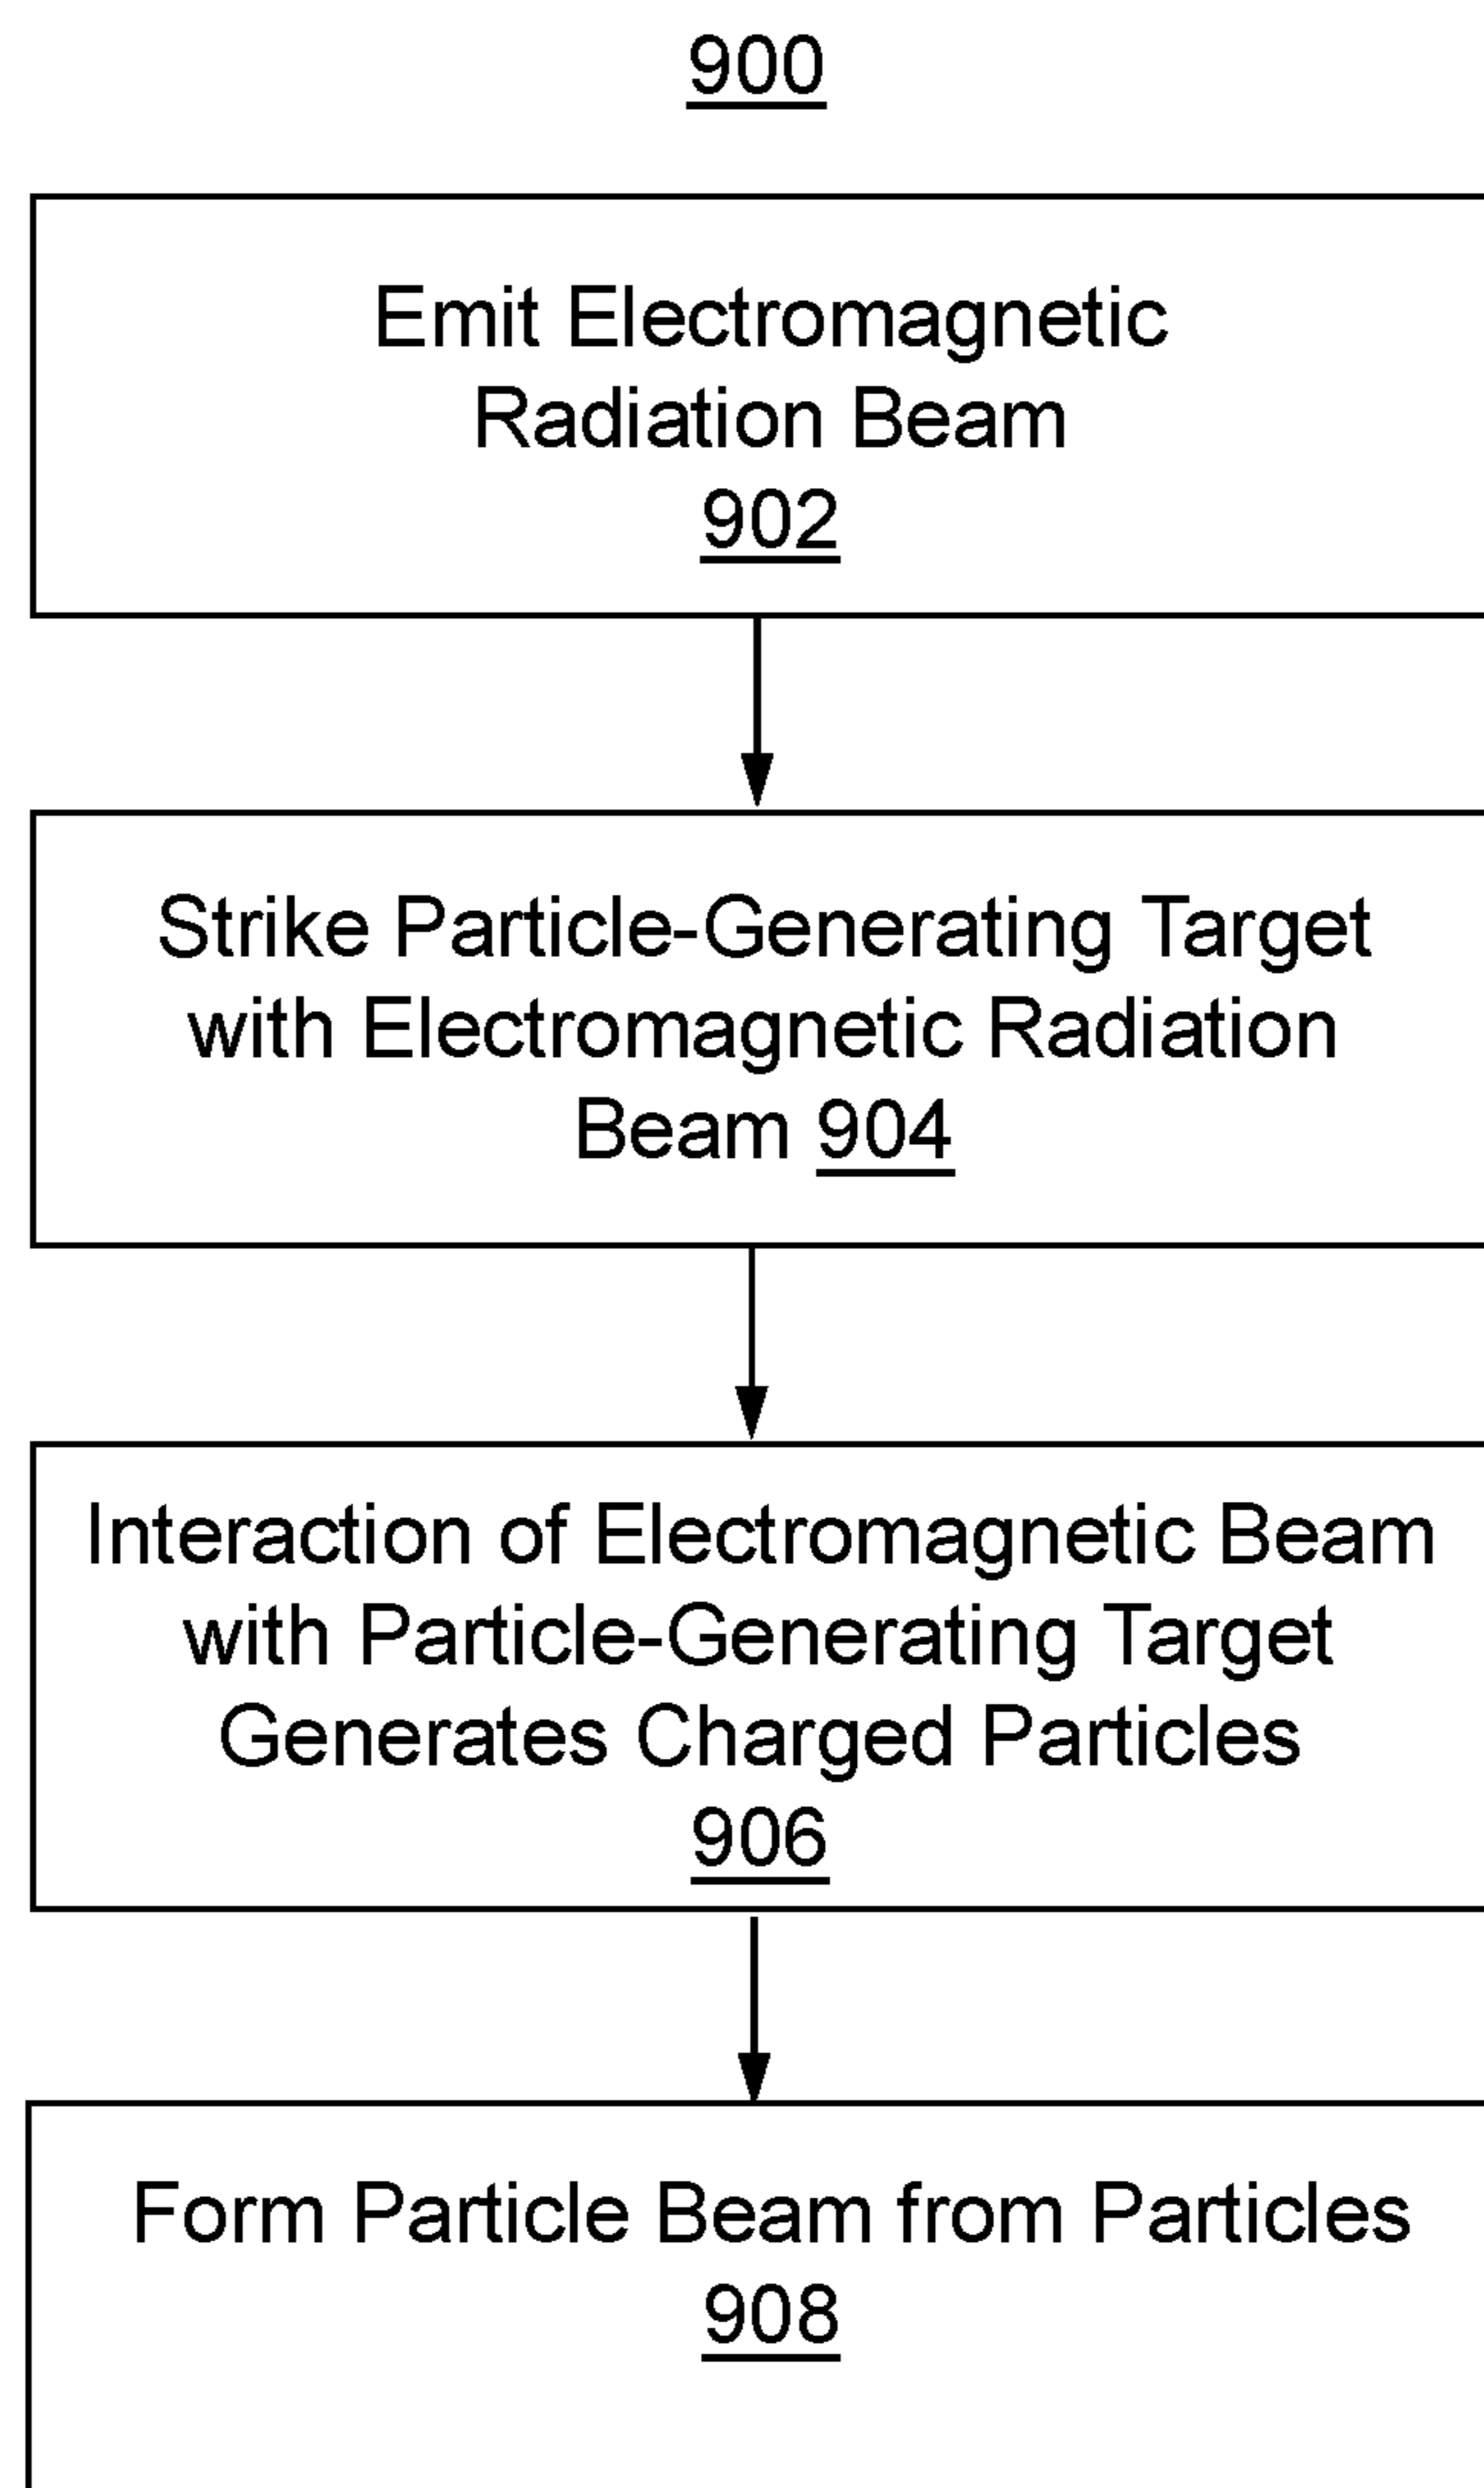 900
Emit Electromagnetic
Radiation Beam
902
Strike Particle-Generating Target
with Electromagnetic Radiation
Beam 904
Interaction of Electromagnetic Beam
with Particle-Generating Target
Generates Charged Particles
906
Form Particle Beam from Particles
908